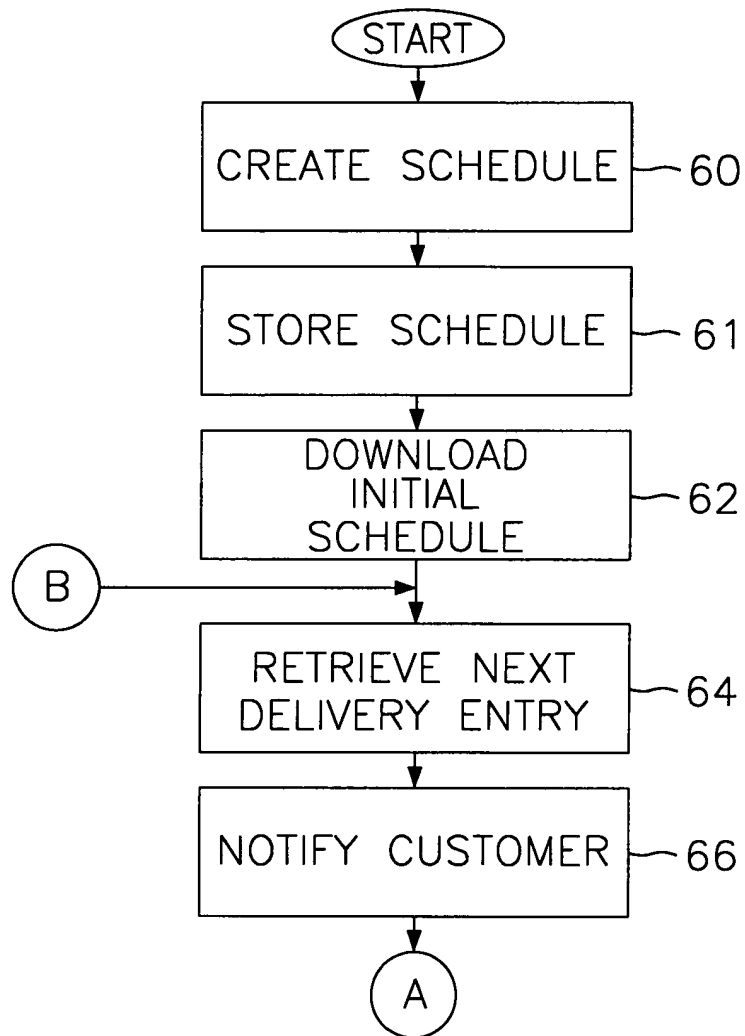 START
CREATE SCHEDULE
60
STORE SCHEDULE
61
DOWNLOAD
INITIAL
SCHEDULE
62
B
RETRIEVE NEXT
DELIVERY ENTRY
64
NOTIFY CUSTOMER
66
A